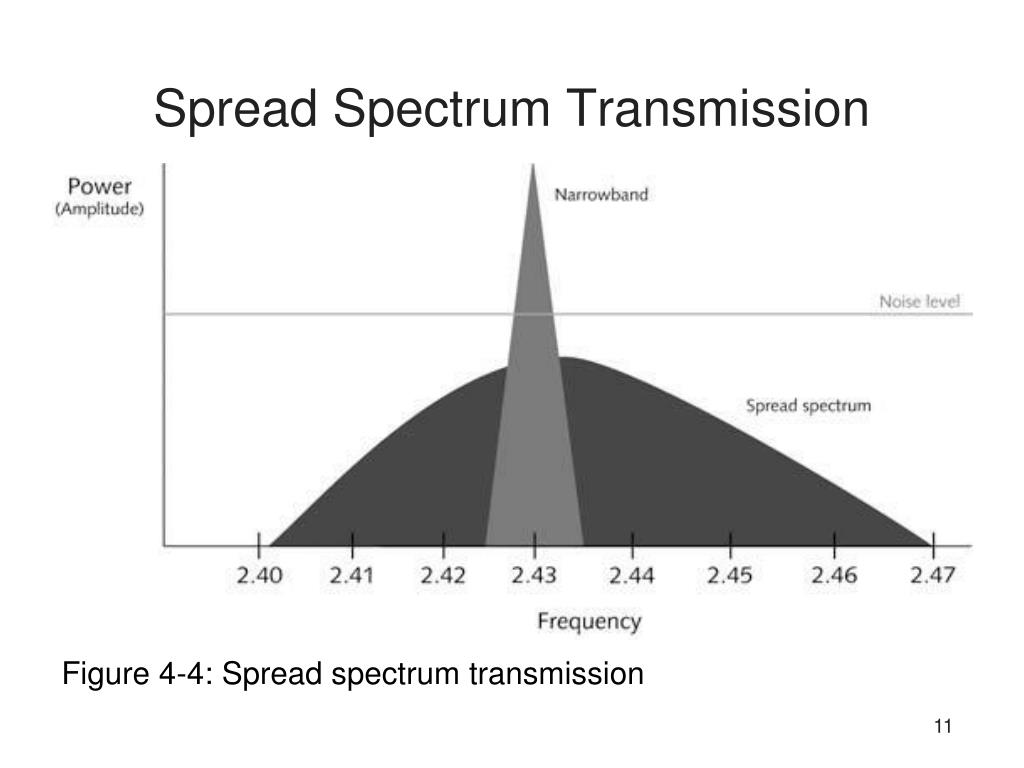 Spread Spectrum Transmission
Power
(Amplitude)
Narrowband
Noise level
Spread spectrum
2.40 2.41 2.42 2.43 2.44 2.45 2.46 2.47
Frequency
Figure 4-4: Spread spectrum transmission
11